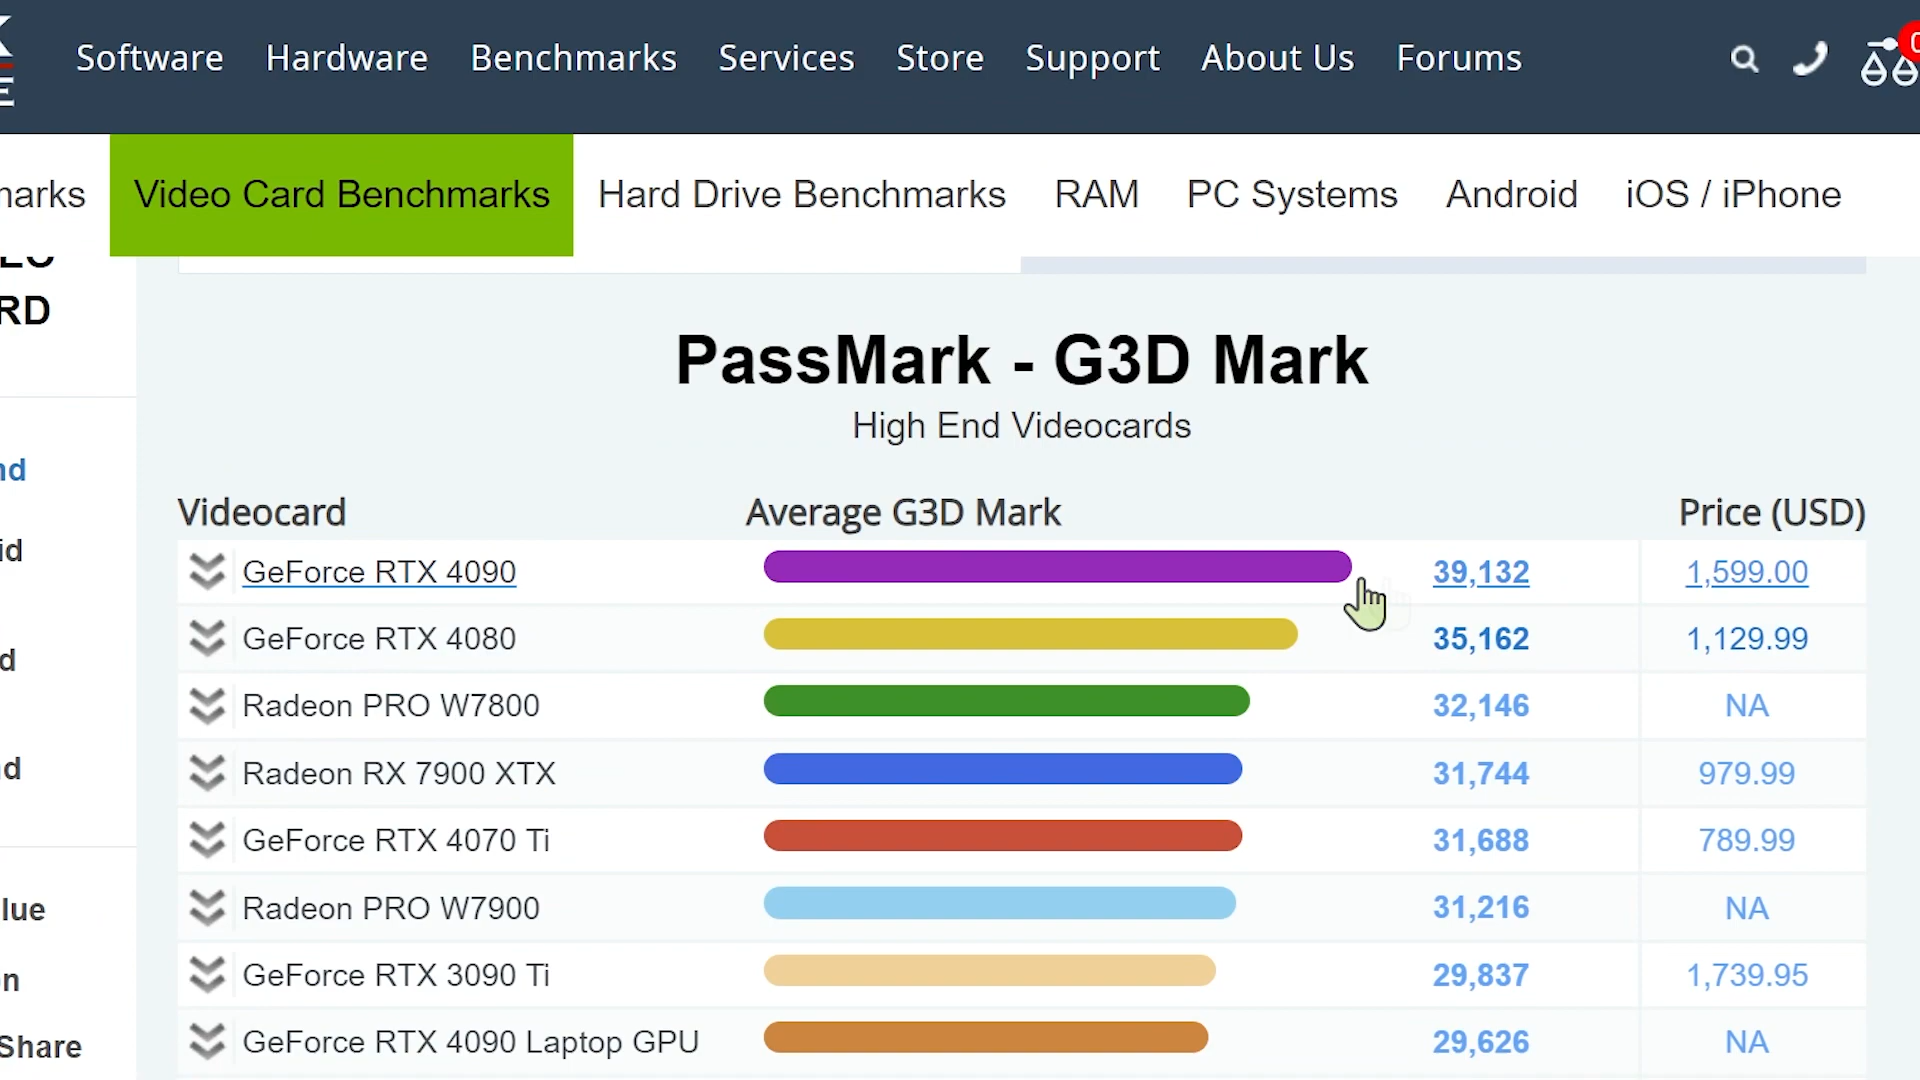 Software Hardware Benchmarks Services Store Support About Us Forums
Video Card Benchmarks Hard Drive Benchmarks RAM PC Systems Android iOS / iPhone
PassMark - G3D Mark
High End Videocards
Videocard Average G3D Mark Price (USD)
GeForce RTX 4090 39,132 1,599.00
GeForce RTX 4080 35,162 1,129.99
Radeon PRO W7800 32,146 NA
Radeon RX 7900 XTX 31,744 979.99
GeForce RTX 4070 Ti 31,688 789.99
Radeon PRO W7900 31,216 NA
GeForce RTX 3090 Ti 29,837 1,739.95
Share
GeForce RTX 4090 Laptop GPU 29,626 NA